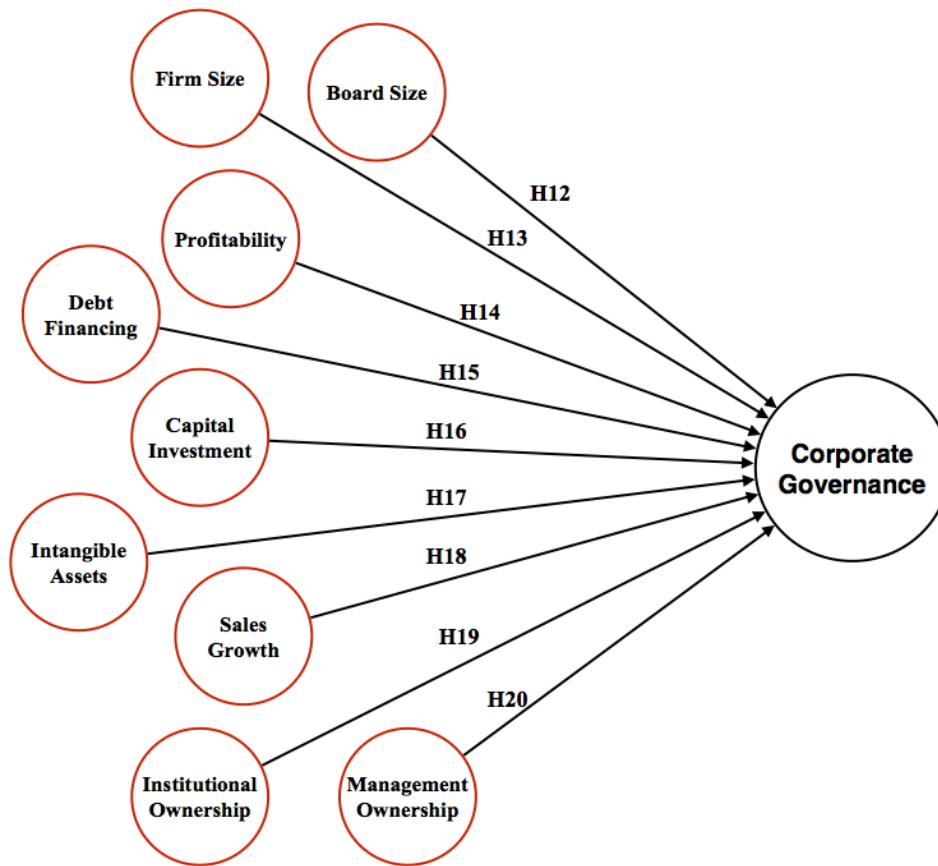 Firm Size
Board Size
H12
H13
Profitability
H14
Debt
Financing
H15
Capital
Investment
H16
Corporate
Governance
H17
Intangible
Assets
H18
Sales
Growth
H19
H20
Institutional
Ownership
Management
Ownership